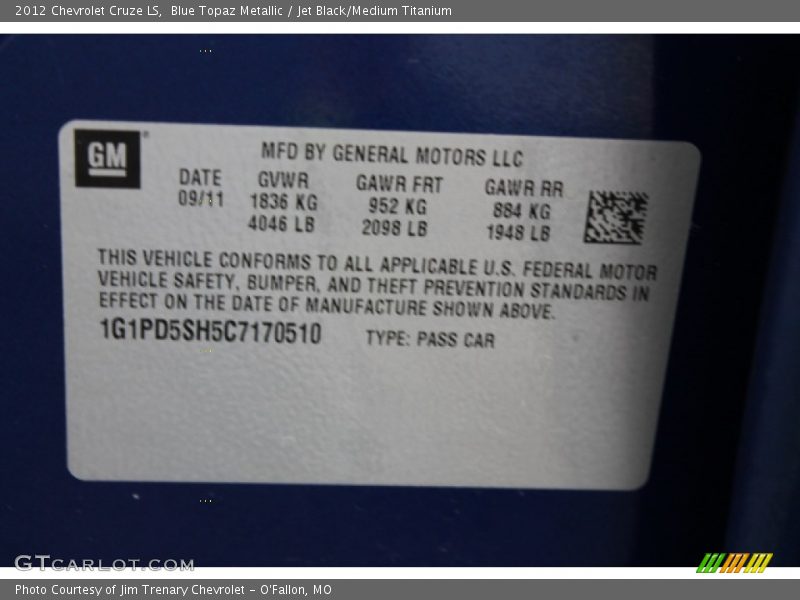 2012 Chevrolet Cruze LS,  Blue Topaz Metallic / Jet Black/Medium Titanium
GM
MFD BY GENERAL MOTORS LLC
DATE GVWR GAWR FRT GAWR RR
09/11 1836 KG 952 KG 884 KG
4046 LB 2098 LB 1948 LB
THIS VEHICLE CONFORMS TO ALL APPLICABLE U.S. FEDERAL MOTOR
VEHICLE SAFETY, BUMPER, AND THEFT PREVENTION STANDARDS IN
EFFECT ON THE DATE OF MANUFACTURE SHOWN ABOVE.
1G1PD5SH5C7170510 TYPE: PASS CAR
GTCARLOT.COM
Photo Courtesy of Jim Trenary Chevrolet - O'Fallon, MO